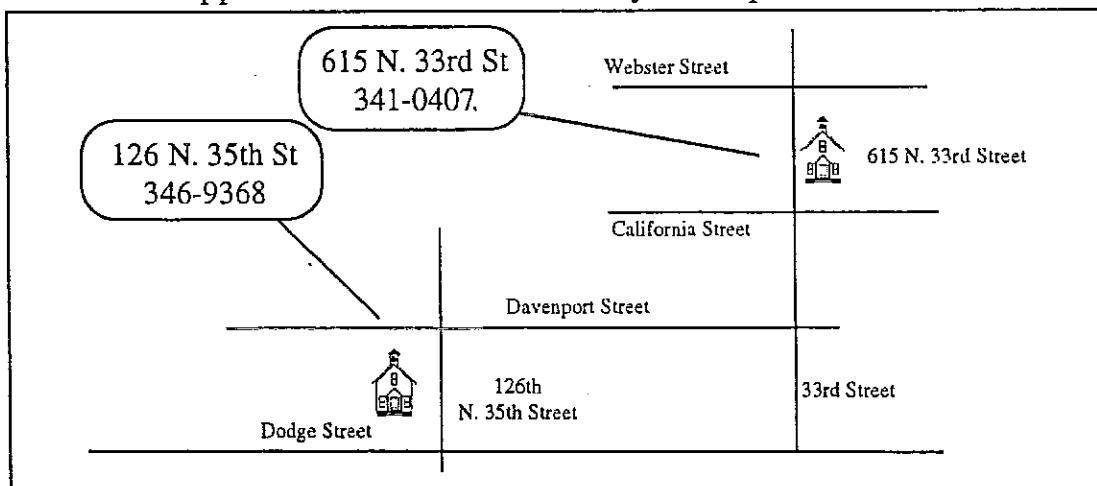 615 N. 33rd St
341-0407.
Webster Street
126 N. 35th St
346-9368
615 N. 33rd Street
California Street
Davenport Street
126th
N. 35th Street
33rd Street
Dodge Street